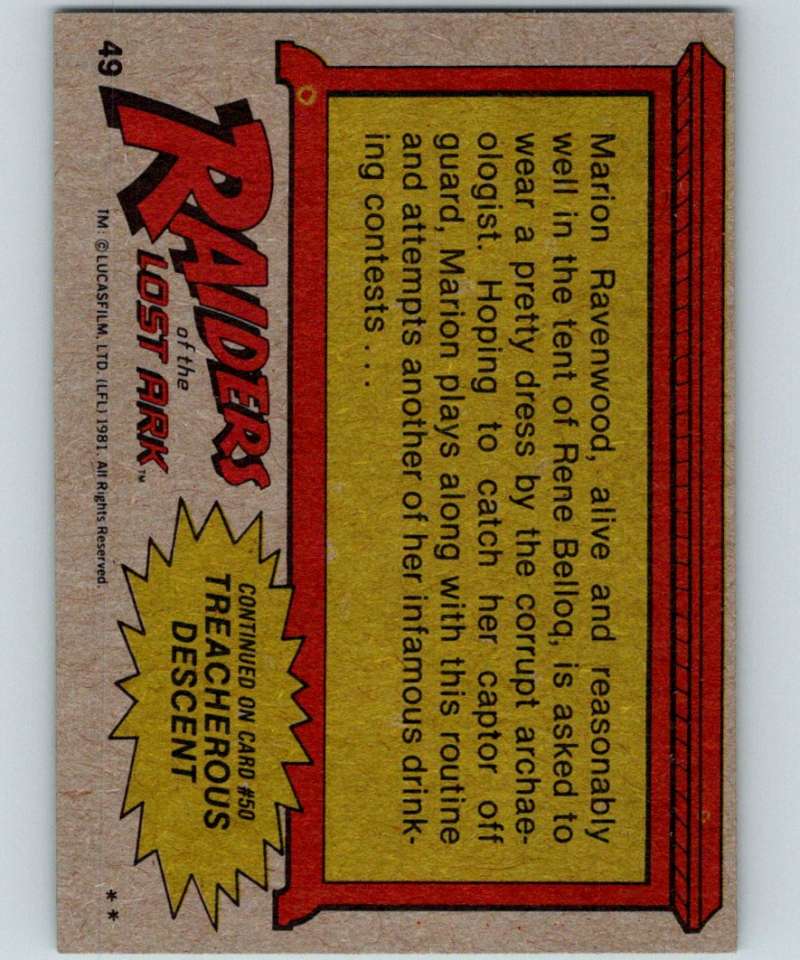 Marion Ravenwood, alive and reasonably
well in the tent of Rene Belloq, is asked to
wear a pretty dress by the corrupt archae-
ologist. Hoping to catch her captor off
guard, Marion plays along with this routine
and attempts another of her infamous drink-
ing contests . . .
RAIDERS
of the
LOST ARK™
CONTINUED ON CARD #50
TREACHEROUS
DESCENT
TM: ©LUCASFILM, LTD. (LFL) 1981. All Rights Reserved.
49
**